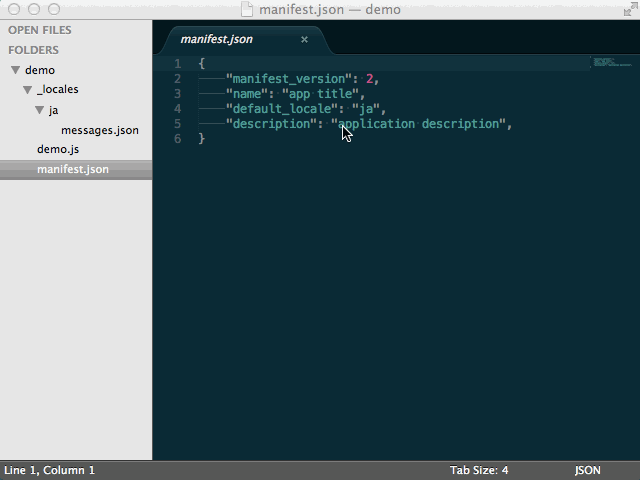 manifest.json — demo
OPEN FILES
FOLDERS
demo
_locales
ja
messages.json
demo.js
manifest.json
manifest.json ×
1 {
2 "manifest_version": 2,
3 "name": "app title",
4 "default_locale": "ja",
5 "description": "application description",
6 }
Line 1, Column 1 Tab Size: 4 JSON